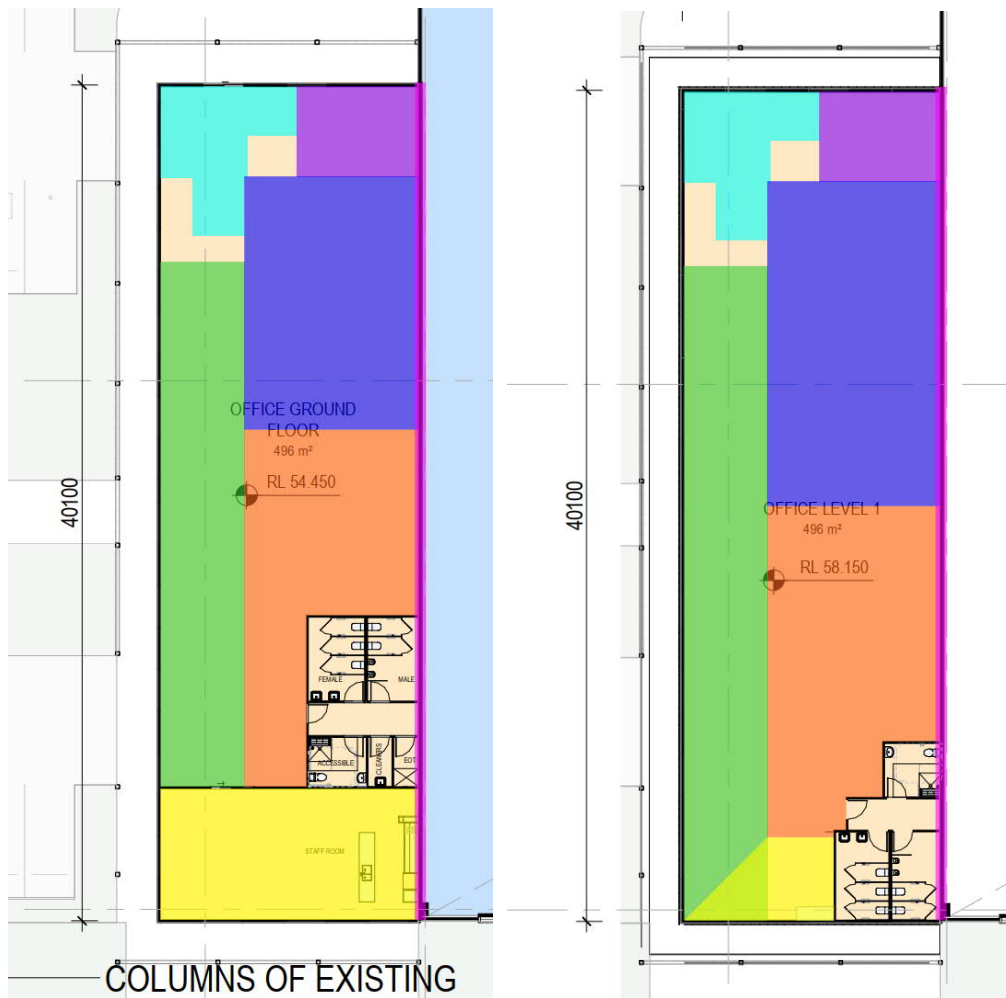 40100
OFFICE GROUND
FLOOR
496 m²
RL 54.450
FEMALE
MALE
ACCESSIBLE
CLEANERS
EOT
STAFF ROOM
COLUMNS OF EXISTING
40100
OFFICE LEVEL 1
496 m²
RL 58.150